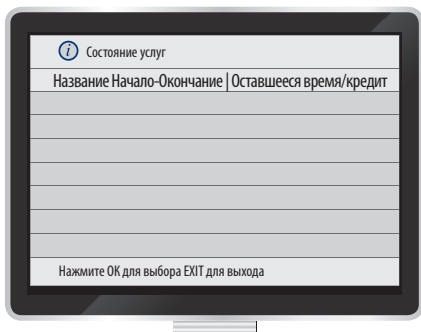 i Состояние услуг
Название Начало-Окончание | Оставшееся время/кредит
Нажмите OK для выбора EXIT для выхода